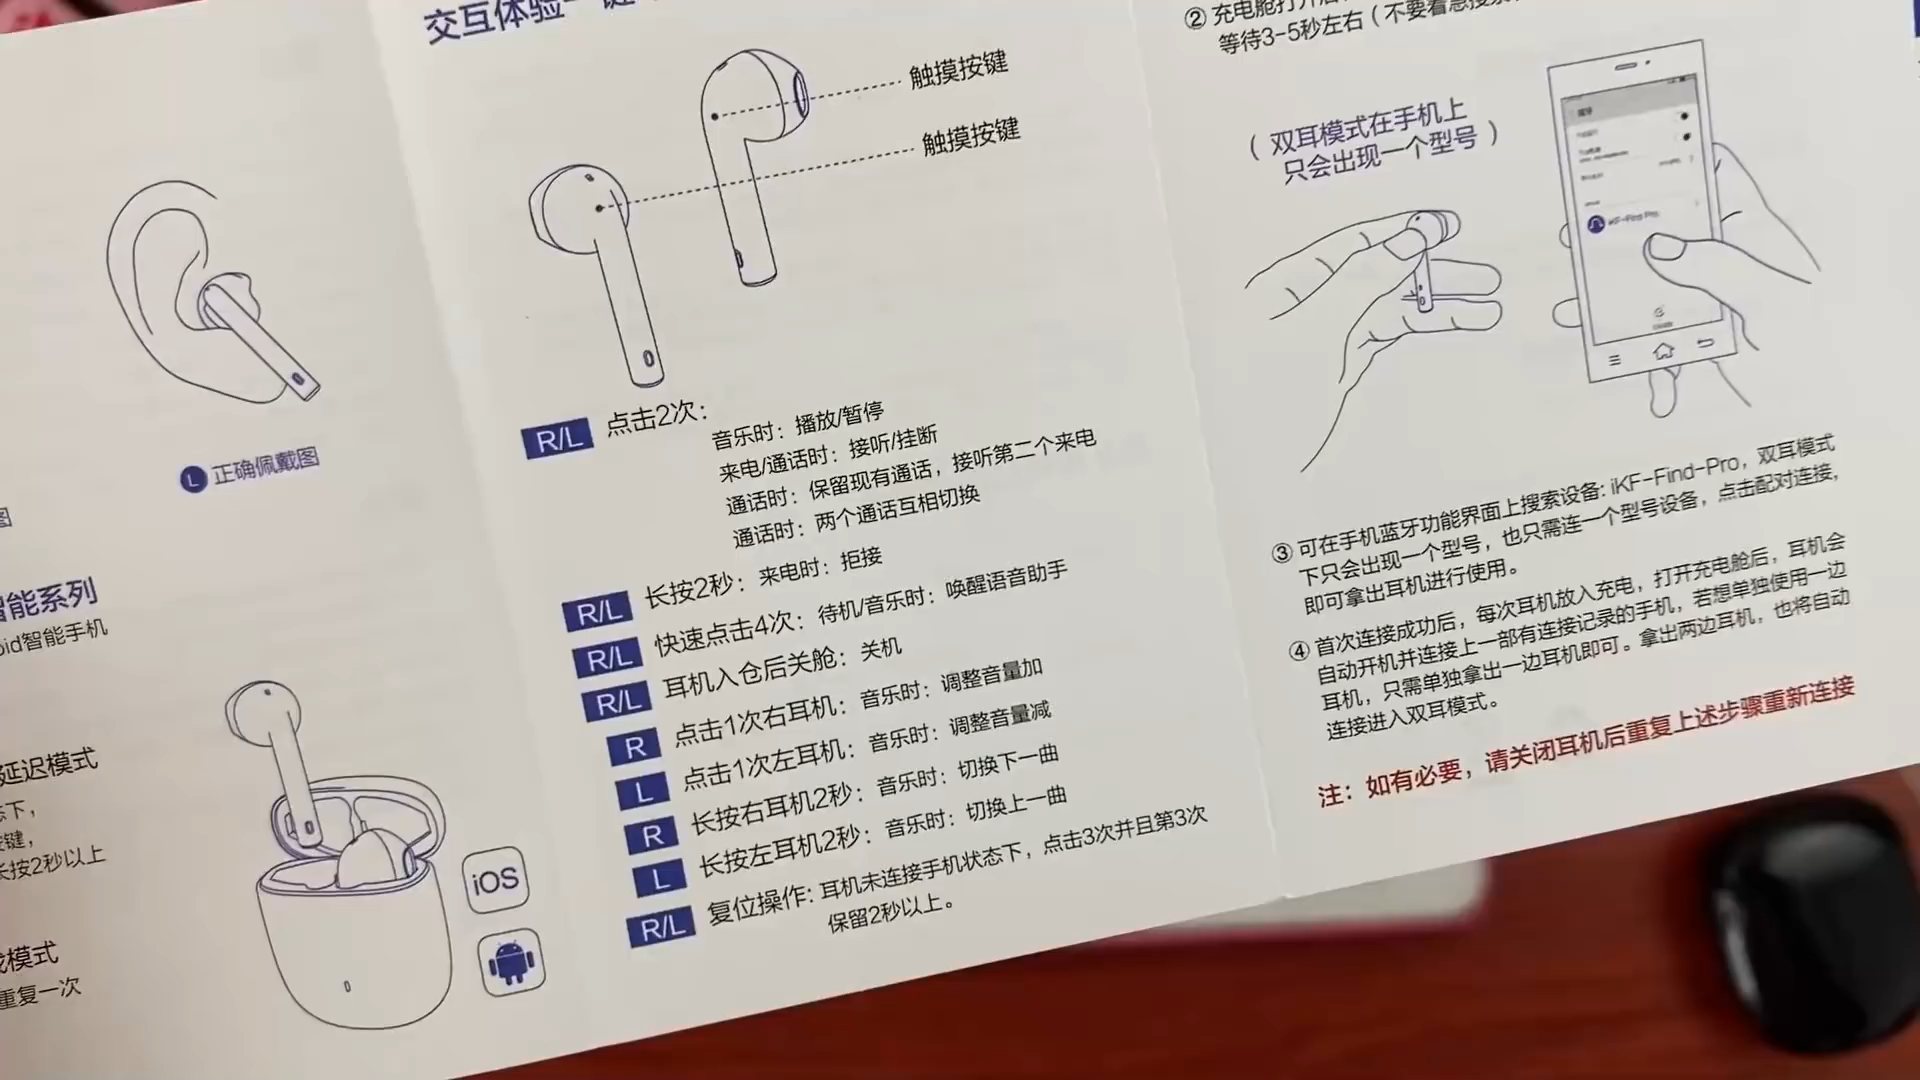 正确佩戴图
智能系列
oid智能手机
延迟模式
态下，
按键，
长按2秒以上
模式
重复一次
iOS
交互体验一键
触摸按键
触摸按键
R/L 点击2次：
音乐时：播放/暂停
来电/通话时：接听/挂断
通话时：保留现有通话，接听第二个来电
通话时：两个通话互相切换
R/L 长按2秒：来电时：拒接
R/L 快速点击4次：待机/音乐时：唤醒语音助手
R/L 耳机入仓后关舱：关机
R 点击1次右耳机：音乐时：调整音量加
L 点击1次左耳机：音乐时：调整音量减
R 长按右耳机2秒：音乐时：切换下一曲
L 长按左耳机2秒：音乐时：切换上一曲
R/L 复位操作: 耳机未连接手机状态下，点击3次并且第3次
保留2秒以上。
② 充电舱打开后
等待3-5秒左右（不要着急搜索
（双耳模式在手机上
只会出现一个型号）
iKF-Find Pro
③ 可在手机蓝牙功能界面上搜索设备: iKF-Find-Pro，双耳模式
下只会出现一个型号，也只需连一个型号设备，点击配对连接，
即可拿出耳机进行使用。
④ 首次连接成功后，每次耳机放入充电，打开充电舱后，耳机会
自动开机并连接上一部有连接记录的手机，若想单独使用一边
耳机，只需单独拿出一边耳机即可。拿出两边耳机，也将自动
连接进入双耳模式。
注：如有必要，请关闭耳机后重复上述步骤重新连接